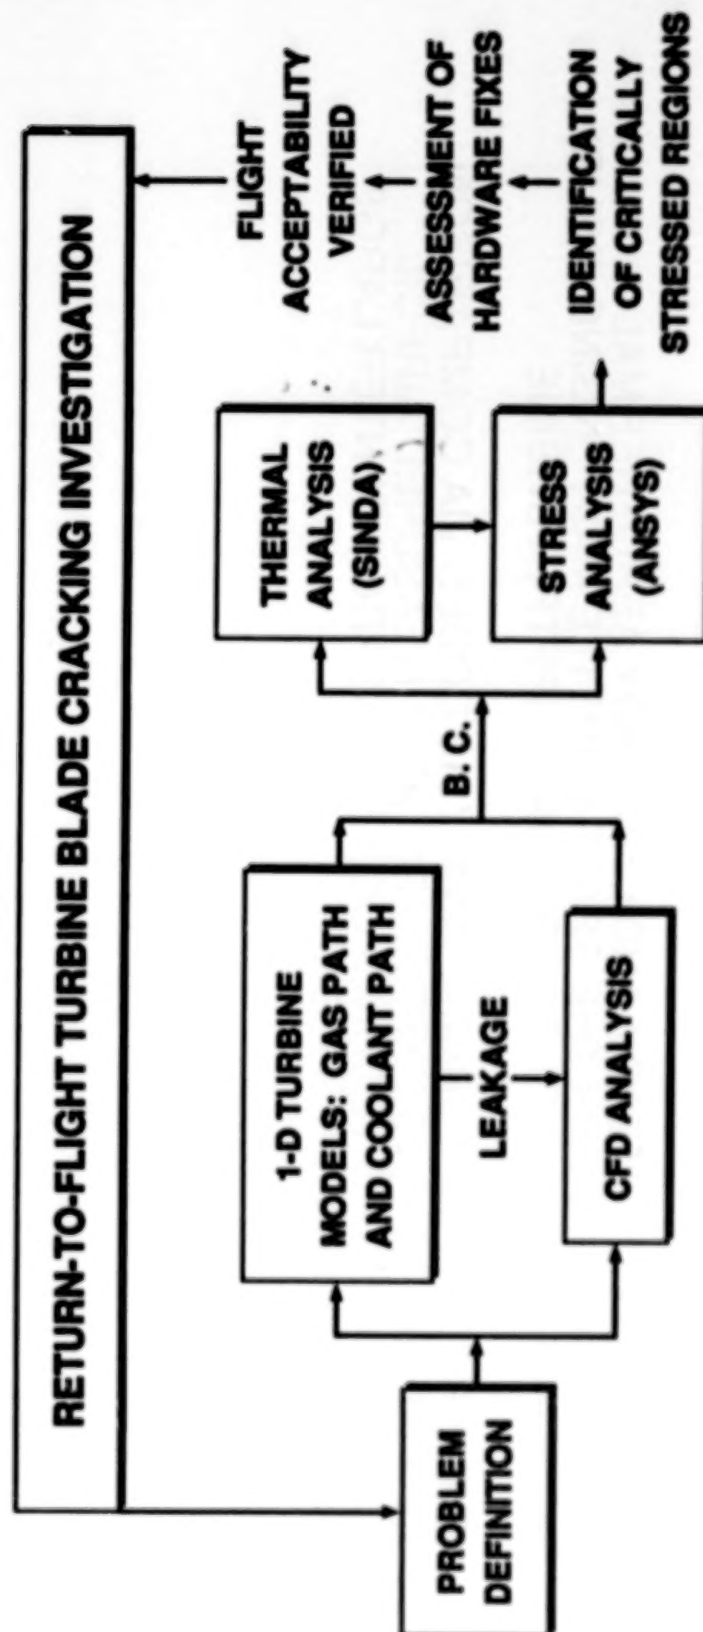 RETURN-TO-FLIGHT TURBINE BLADE CRACKING INVESTIGATION
PROBLEM
DEFINITION
1-D TURBINE
MODELS: GAS PATH
AND COOLANT PATH
LEAKAGE
CFD ANALYSIS
B. C.
THERMAL
ANALYSIS
(SINDA)
STRESS
ANALYSIS
(ANSYS)
IDENTIFICATION
OF CRITICALLY
STRESSED REGIONS
ASSESSMENT OF
HARDWARE FIXES
FLIGHT
ACCEPTABILITY
VERIFIED